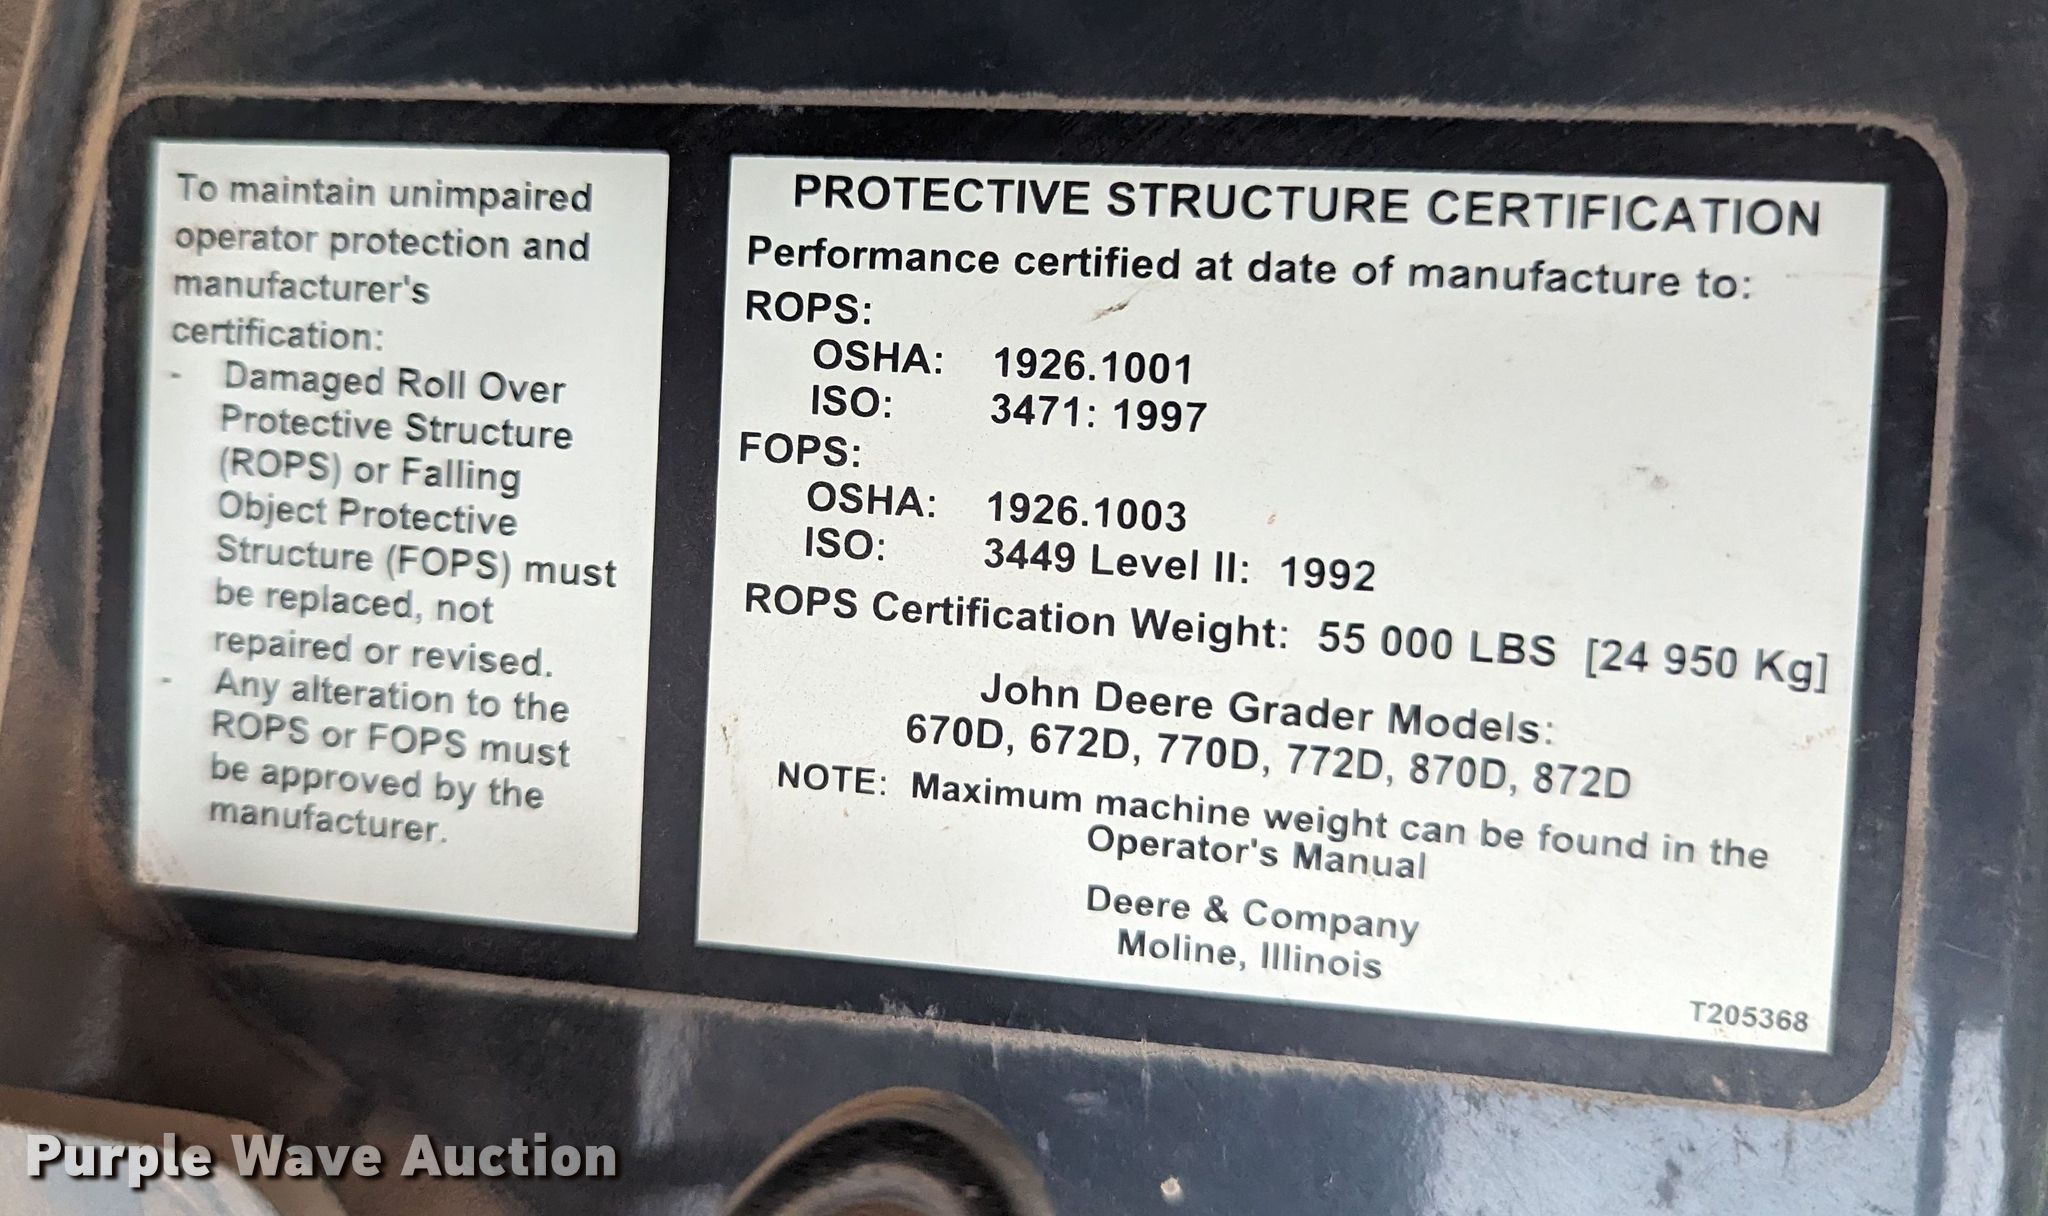 To maintain unimpaired
operator protection and
manufacturer's
certification:
- Damaged Roll Over
Protective Structure
(ROPS) or Falling
Object Protective
Structure (FOPS) must
be replaced, not
repaired or revised.
- Any alteration to the
ROPS or FOPS must
be approved by the
manufacturer.
PROTECTIVE STRUCTURE CERTIFICATION
Performance certified at date of manufacture to:
ROPS:
OSHA: 1926.1001
ISO: 3471: 1997
FOPS:
OSHA: 1926.1003
ISO: 3449 Level II: 1992
ROPS Certification Weight: 55 000 LBS [24 950 Kg]
John Deere Grader Models:
670D, 672D, 770D, 772D, 870D, 872D
NOTE: Maximum machine weight can be found in the
Operator's Manual
Deere & Company
Moline, Illinois
T205368
Purple Wave Auction